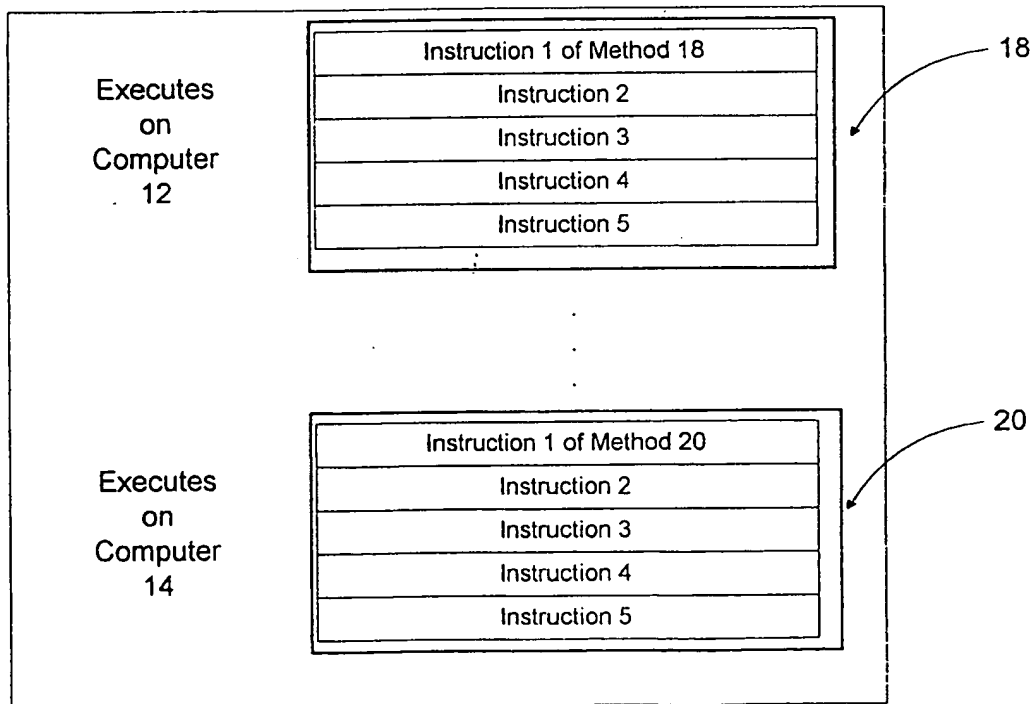 Executes
on
Computer
12
Instruction 1 of Method 18
Instruction 2
Instruction 3
Instruction 4
Instruction 5
18
Executes
on
Computer
14
Instruction 1 of Method 20
Instruction 2
Instruction 3
Instruction 4
Instruction 5
20